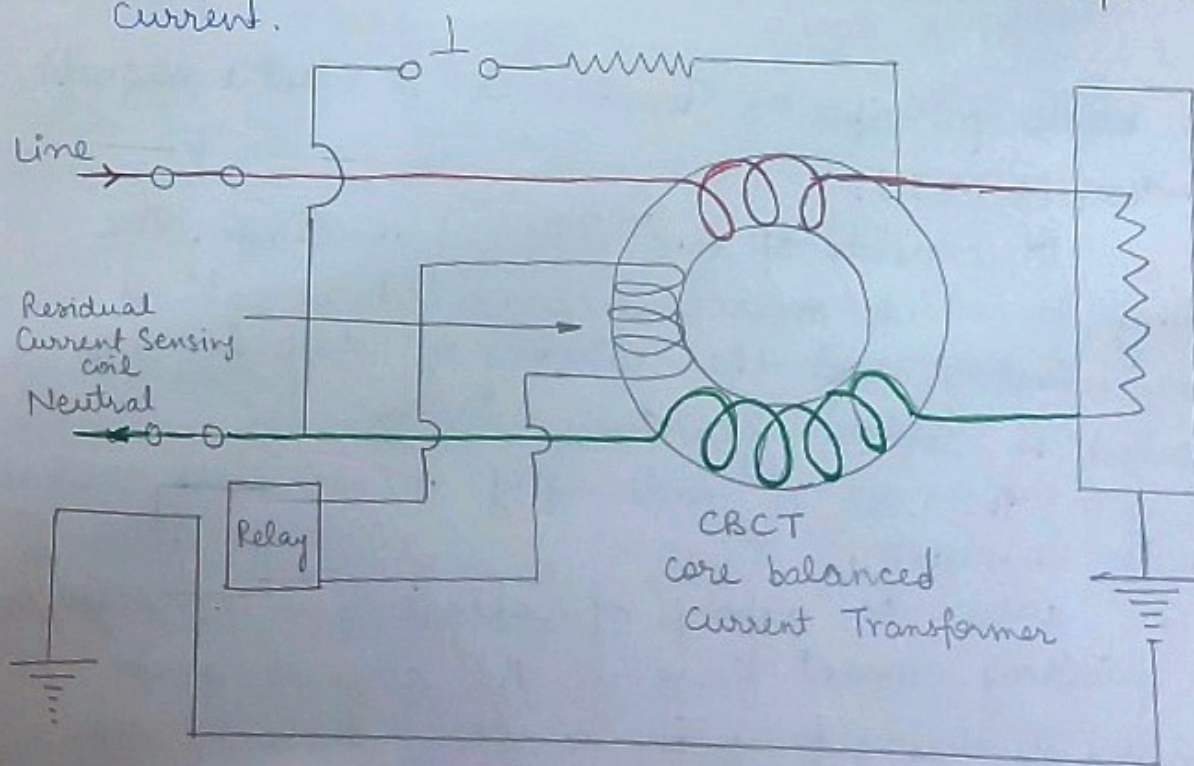 Current.
Line
Residual
Current Sensing
coil
Neutral
Relay
CBCT
Core balanced
Current Transformer